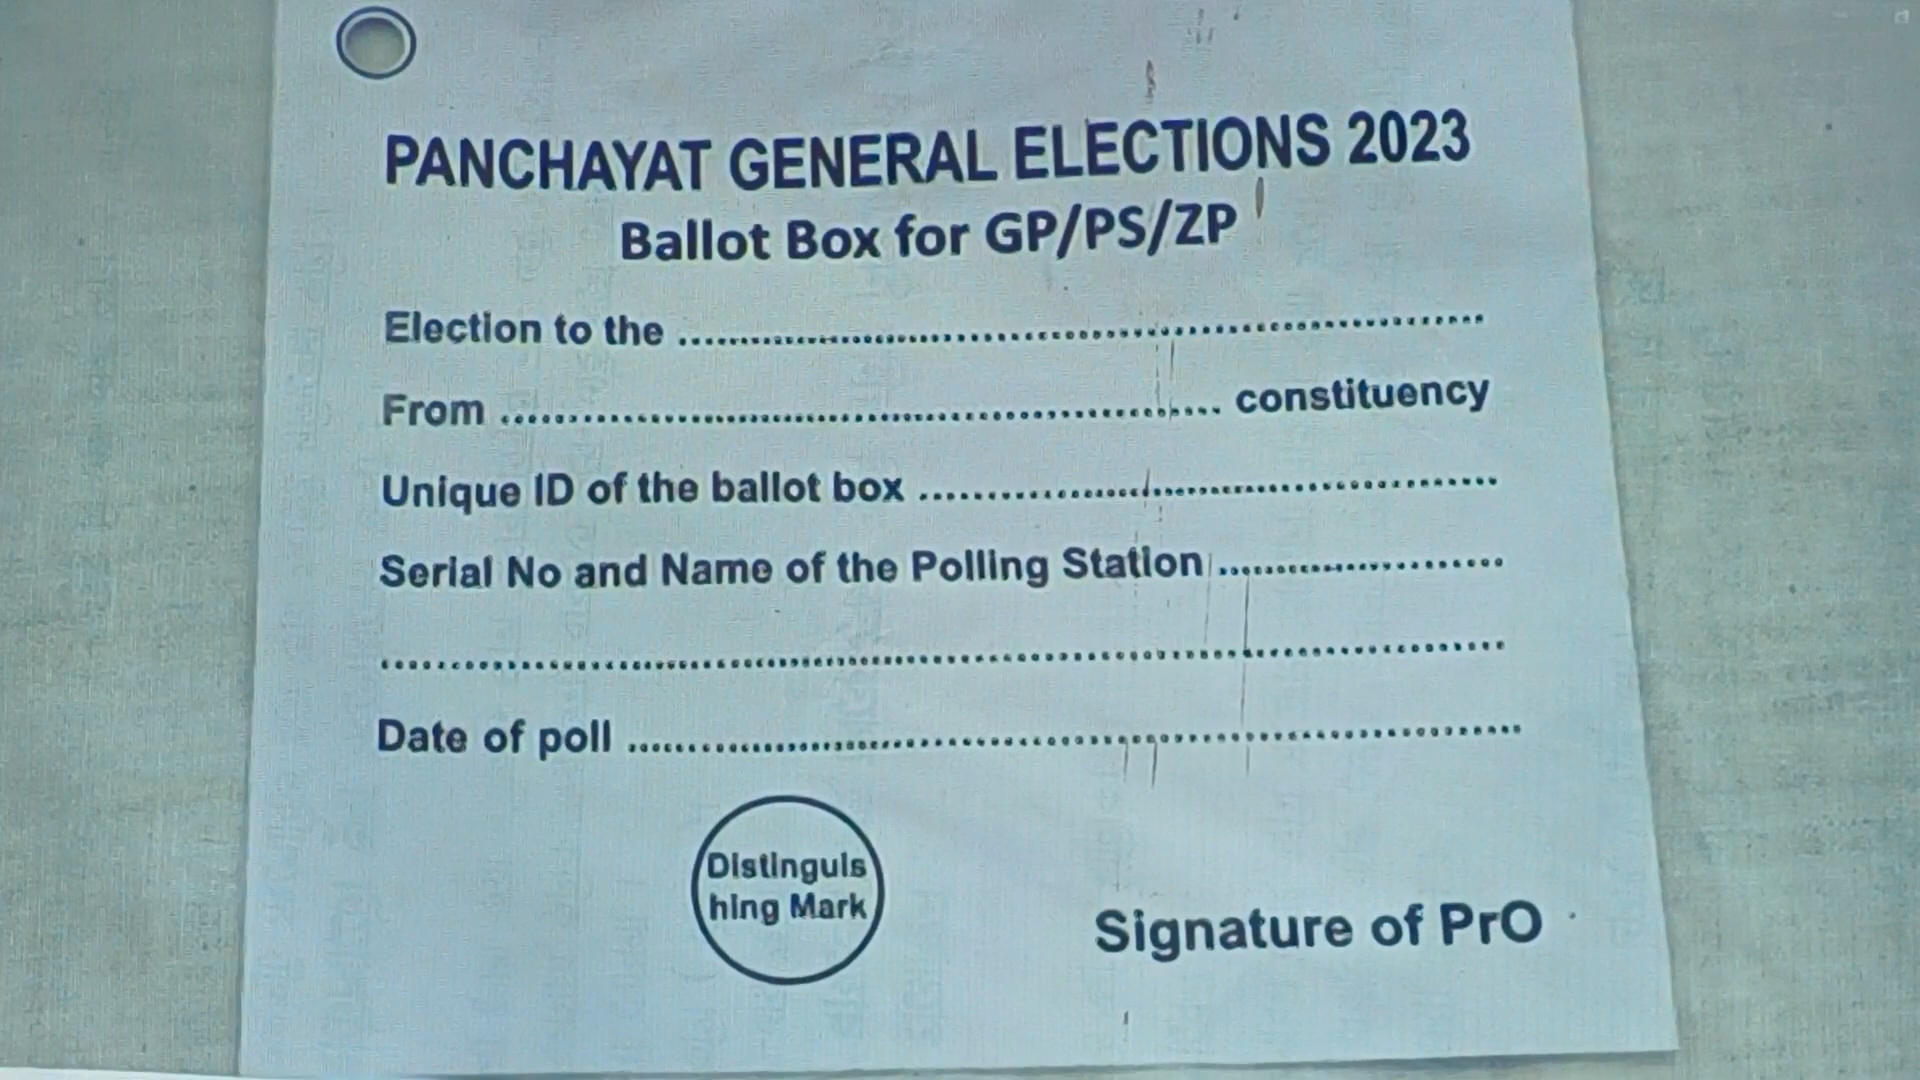 PANCHAYAT GENERAL ELECTIONS 2023
Ballot Box for GP/PS/ZP
Election to the ..........................................................
From .................................................... constituency
Unique ID of the ballot box ..........................................
Serial No and Name of the Polling Station .....................
................................................................................
Date of poll ................................................................
Distinguis
hing Mark
Signature of PrO